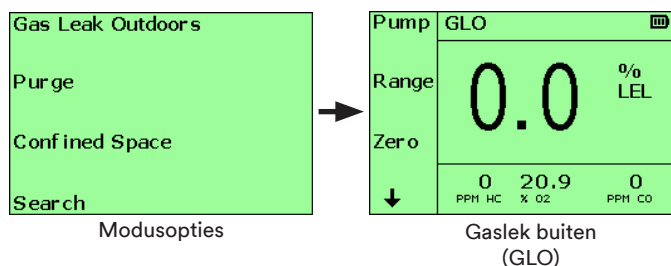 Gas Leak Outdoors
Purge
Confined Space
Search
Modusopties
Pump GLO
Range
0.0 % LEL
Zero
0 20.9 0
PPM HC % O2 PPM CO
Gaslek buiten
(GLO)